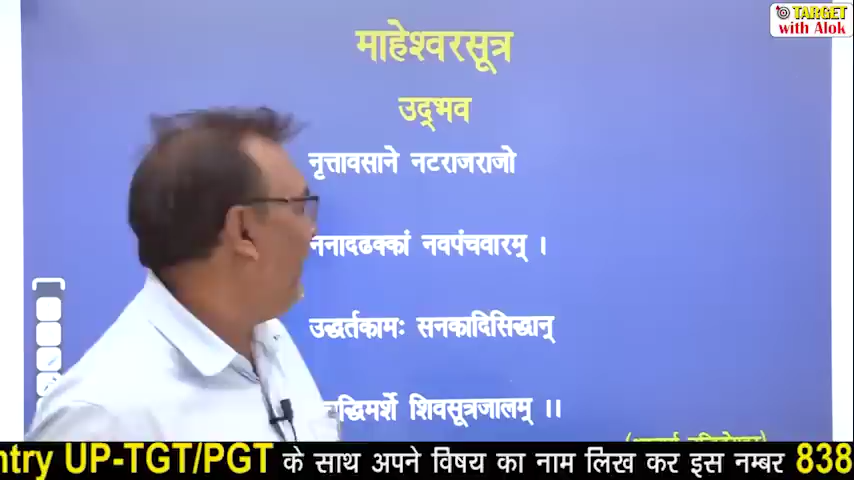 TARGET
with Alok
माहेश्वरसूत्र
उद्भव
नृत्तावसाने नटराजराजो
ननादढक्कां नवपंचवारम् ।
उद्धर्तकामः सनकादिसिद्धान्
शिवसूत्रजालम् ।।
ntry UP-TGT/PGT के साथ अपने विषय का नाम लिख कर इस नम्बर 838